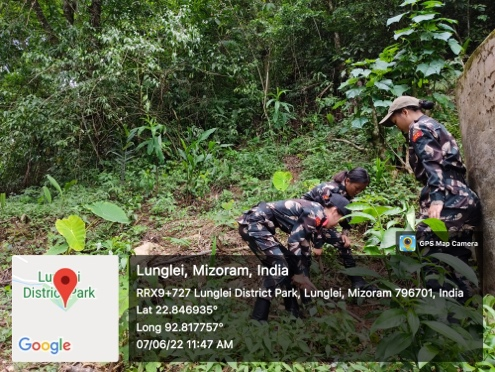 GPS Map Camera
Lunglei, Mizoram, India
RRX9+727 Lunglei District Park, Lunglei, Mizoram 796701, India
Lat 22.846935°
Long 92.817757°
07/06/22 11:47 AM
Lunglei
District Park
Google